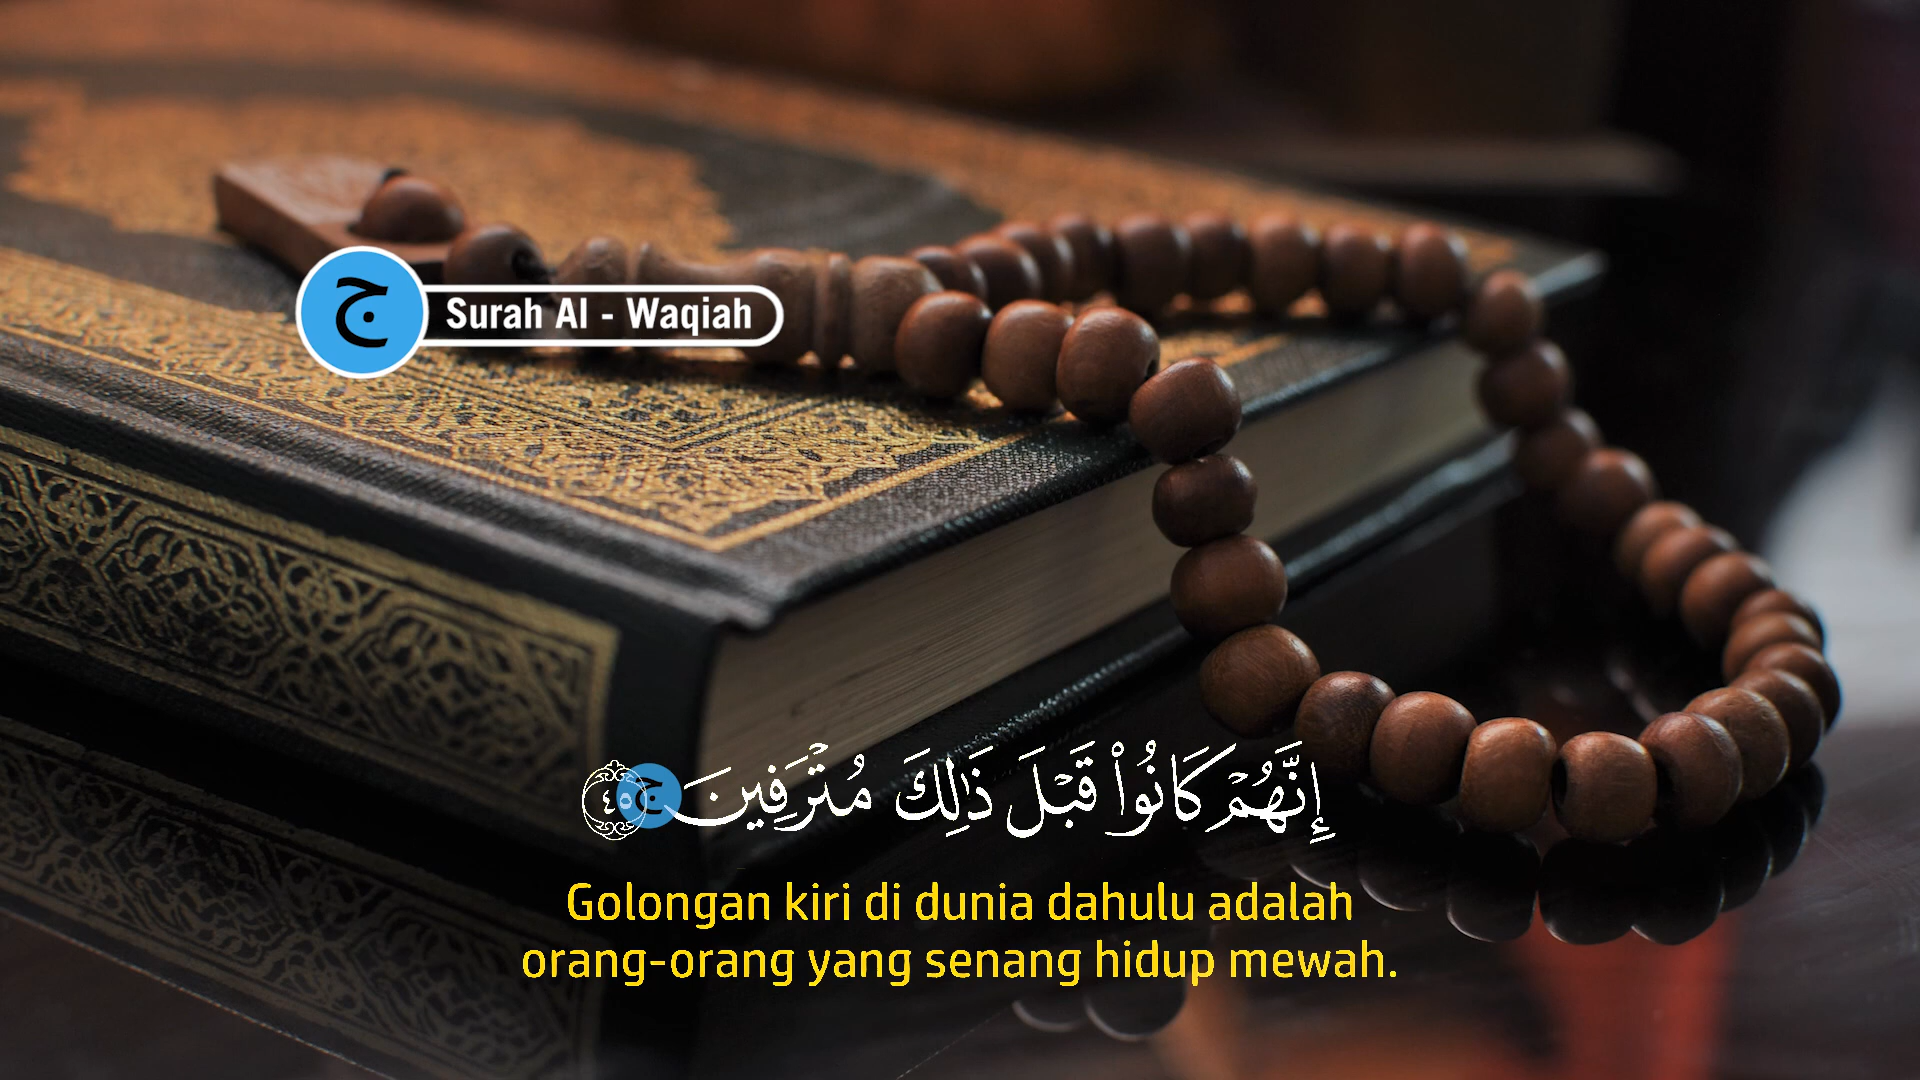 ج
Surah Al - Waqiah
إِنَّهُمْ كَانُوا۟ قَبْلَ ذَٰلِكَ مُتْرَفِينَ ج ٤٥
Golongan kiri di dunia dahulu adalah
orang-orang yang senang hidup mewah.